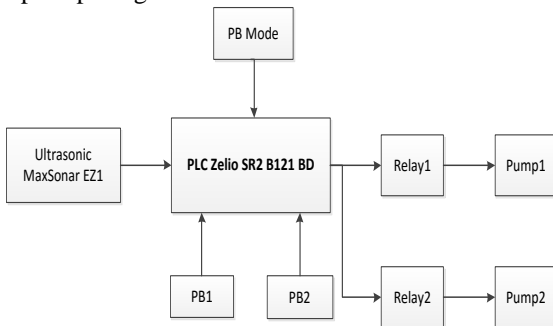 PB Mode
Ultrasonic
MaxSonar EZ1
PLC Zelio SR2 B121 BD
Relay1
Pump1
PB1
PB2
Relay2
Pump2